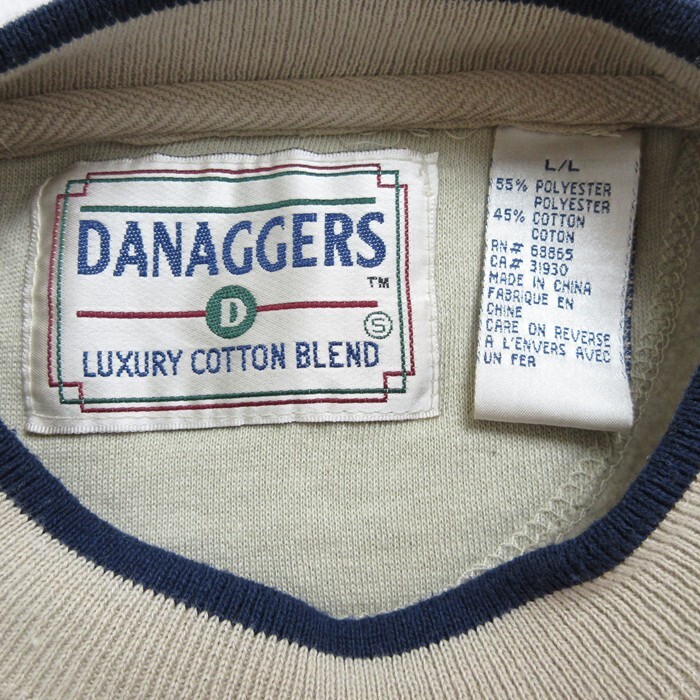 DANAGGERS
TM
D
S
LUXURY COTTON BLEND
L/L
55% POLYESTER
POLYESTER
45% COTTON
COTON
RN# 88865
CA# 31930
MADE IN CHINA
FABRIQUE EN
CHINE
CARE ON REVERSE
A L'ENVERS AVEC
UN FER